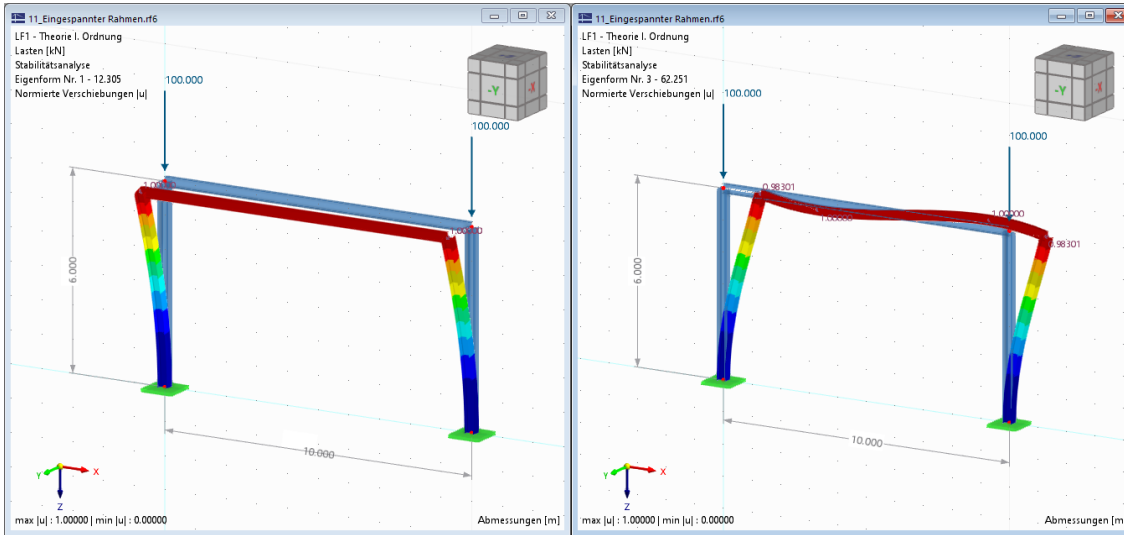 11_Eingespannter Rahmen.rf6
LF1 - Theorie I. Ordnung
Lasten [kN]
Stabilitätsanalyse
Eigenform Nr. 1 - 12.305
Normierte Verschiebungen |u|
100.000
-Y
-X
100.000
1.00000
1.00000
6.000
10.000
Y
X
Z
max |u| : 1.00000 | min |u| : 0.00000
Abmessungen [m]
11_Eingespannter Rahmen.rf6
LF1 - Theorie I. Ordnung
Lasten [kN]
Stabilitätsanalyse
Eigenform Nr. 3 - 62.251
Normierte Verschiebungen |u|
100.000
-Y
-X
100.000
0.98301
1.00000
1.00000
0.98301
6.000
10.000
Y
X
Z
max |u| : 1.00000 | min |u| : 0.00000
Abmessungen [m]